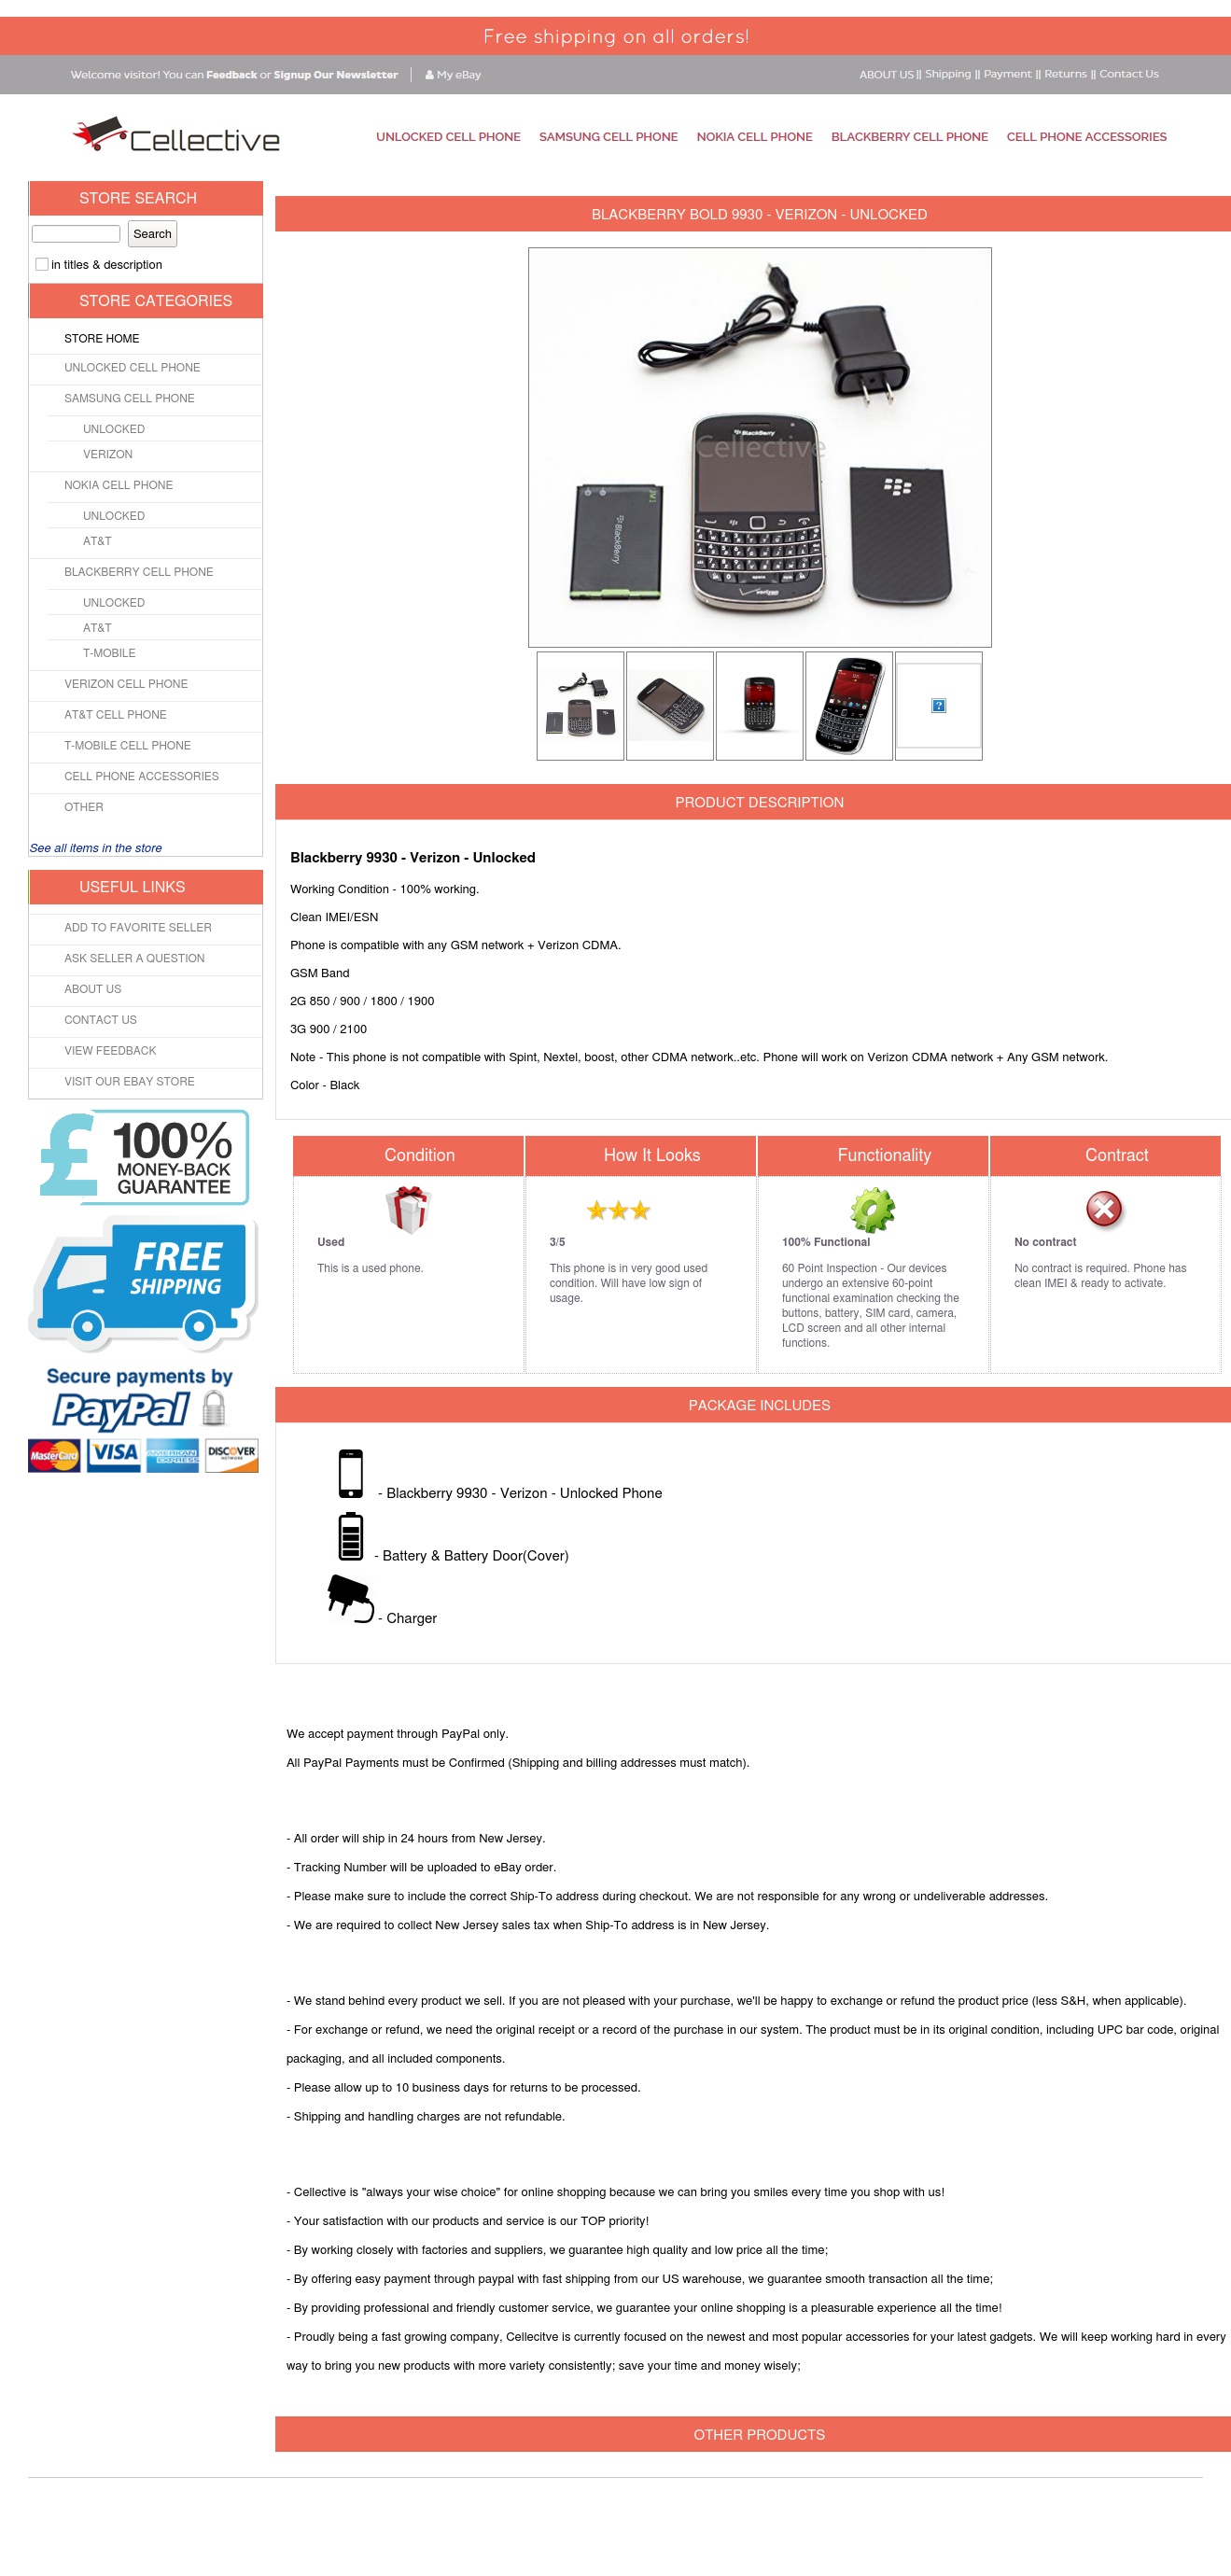 Free shipping on all orders!
Welcome visitor! You can Feedback or Signup Our Newsletter | My eBay
ABOUT US || Shipping || Payment || Returns || Contact Us
Cellective
UNLOCKED CELL PHONE SAMSUNG CELL PHONE NOKIA CELL PHONE BLACKBERRY CELL PHONE CELL PHONE ACCESSORIES
STORE SEARCH
Search
in titles & description
STORE CATEGORIES
STORE HOME
UNLOCKED CELL PHONE
SAMSUNG CELL PHONE
UNLOCKED
VERIZON
NOKIA CELL PHONE
UNLOCKED
AT&T
BLACKBERRY CELL PHONE
UNLOCKED
AT&T
T-MOBILE
VERIZON CELL PHONE
AT&T CELL PHONE
T-MOBILE CELL PHONE
CELL PHONE ACCESSORIES
OTHER
See all items in the store
USEFUL LINKS
ADD TO FAVORITE SELLER
ASK SELLER A QUESTION
ABOUT US
CONTACT US
VIEW FEEDBACK
VISIT OUR EBAY STORE
£ 100%
MONEY-BACK
GUARANTEE
FREE
SHIPPING
Secure payments by
PayPal
MasterCard VISA AMERICAN EXPRESS DISCOVER NETWORK
BLACKBERRY BOLD 9930 - VERIZON - UNLOCKED
BlackBerry
Cellective
BlackBerry
JM1
verizon
PRODUCT DESCRIPTION
Blackberry 9930 - Verizon - Unlocked
Working Condition - 100% working.
Clean IMEI/ESN
Phone is compatible with any GSM network + Verizon CDMA.
GSM Band
2G 850 / 900 / 1800 / 1900
3G 900 / 2100
Note - This phone is not compatible with Spint, Nextel, boost, other CDMA network..etc. Phone will work on Verizon CDMA network + Any GSM network.
Color - Black
Condition
Used
This is a used phone.
How It Looks
3/5
This phone is in very good used
condition. Will have low sign of
usage.
Functionality
100% Functional
60 Point Inspection - Our devices
undergo an extensive 60-point
functional examination checking the
buttons, battery, SIM card, camera,
LCD screen and all other internal
functions.
Contract
No contract
No contract is required. Phone has
clean IMEI & ready to activate.
PACKAGE INCLUDES
- Blackberry 9930 - Verizon - Unlocked Phone
- Battery & Battery Door(Cover)
- Charger
We accept payment through PayPal only.
All PayPal Payments must be Confirmed (Shipping and billing addresses must match).
- All order will ship in 24 hours from New Jersey.
- Tracking Number will be uploaded to eBay order.
- Please make sure to include the correct Ship-To address during checkout. We are not responsible for any wrong or undeliverable addresses.
- We are required to collect New Jersey sales tax when Ship-To address is in New Jersey.
- We stand behind every product we sell. If you are not pleased with your purchase, we'll be happy to exchange or refund the product price (less S&H, when applicable).
- For exchange or refund, we need the original receipt or a record of the purchase in our system. The product must be in its original condition, including UPC bar code, original
packaging, and all included components.
- Please allow up to 10 business days for returns to be processed.
- Shipping and handling charges are not refundable.
- Cellective is "always your wise choice" for online shopping because we can bring you smiles every time you shop with us!
- Your satisfaction with our products and service is our TOP priority!
- By working closely with factories and suppliers, we guarantee high quality and low price all the time;
- By offering easy payment through paypal with fast shipping from our US warehouse, we guarantee smooth transaction all the time;
- By providing professional and friendly customer service, we guarantee your online shopping is a pleasurable experience all the time!
- Proudly being a fast growing company, Cellecitve is currently focused on the newest and most popular accessories for your latest gadgets. We will keep working hard in every
way to bring you new products with more variety consistently; save your time and money wisely;
OTHER PRODUCTS